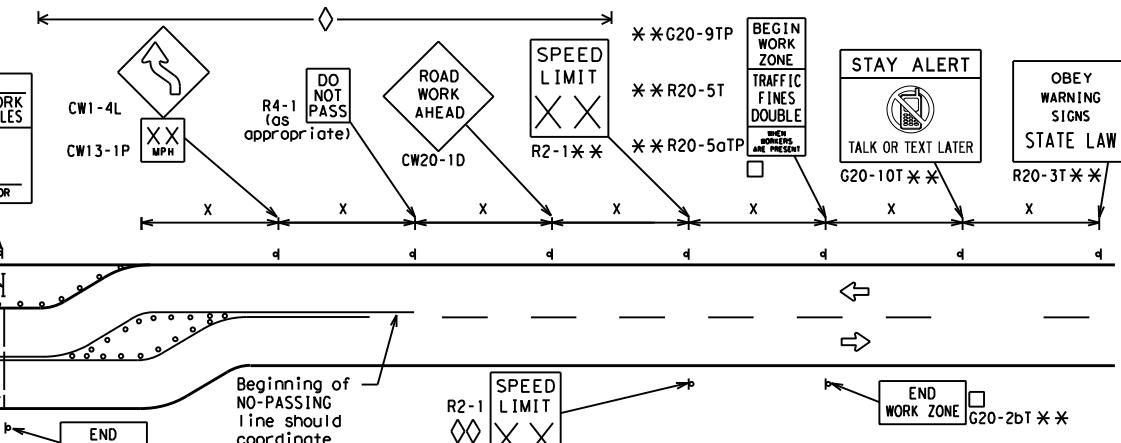 CW1-4L
XX
MPH
CW13-1P
R4-1
(as
appropriate)
DO
NOT
PASS
ROAD
WORK
AHEAD
CW20-1D
SPEED
LIMIT
X X
R2-1**
**G20-9TP
**R20-5T
**R20-5aTP
BEGIN
WORK
ZONE
TRAFFIC
FINES
DOUBLE
WHEN
WORKERS
ARE PRESENT
STAY ALERT
TALK OR TEXT LATER
G20-10T **
OBEY
WARNING
SIGNS
STATE LAW
R20-3T **
X X X X X X X
Beginning of
NO-PASSING
line should
coordinate
R2-1
SPEED
LIMIT
X X
END
WORK ZONE
G20-2bT **
END